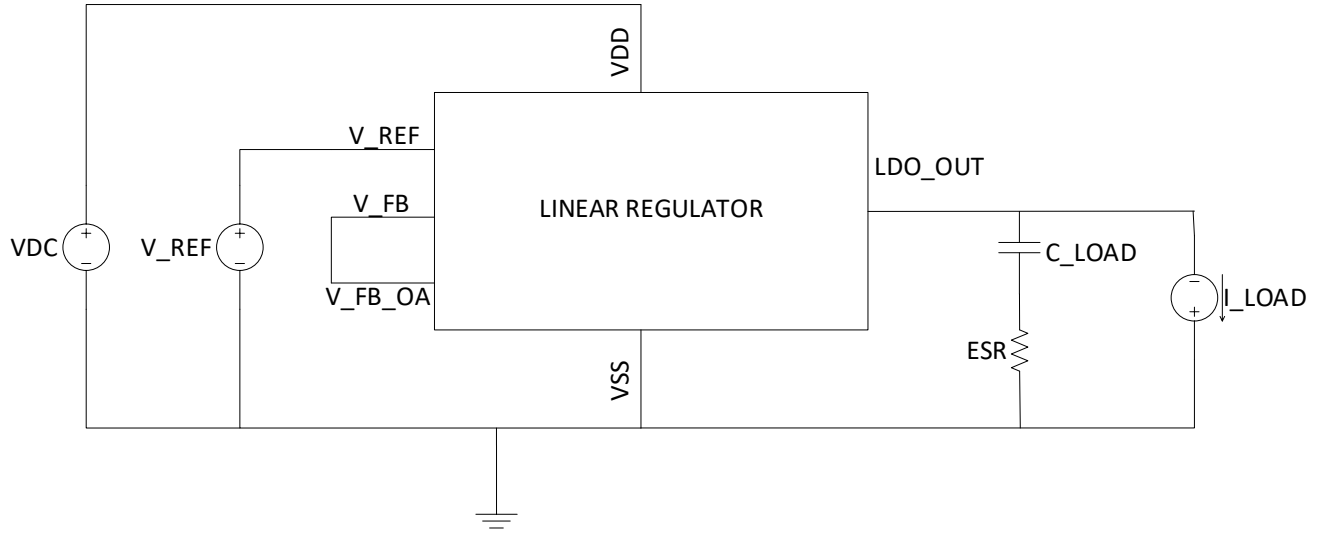 VDD
V_REF
LDO_OUT
V_FB
LINEAR REGULATOR
VDC
+
-
V_REF
+
-
C_LOAD
V_FB_OA
-
+
I_LOAD
ESR
VSS